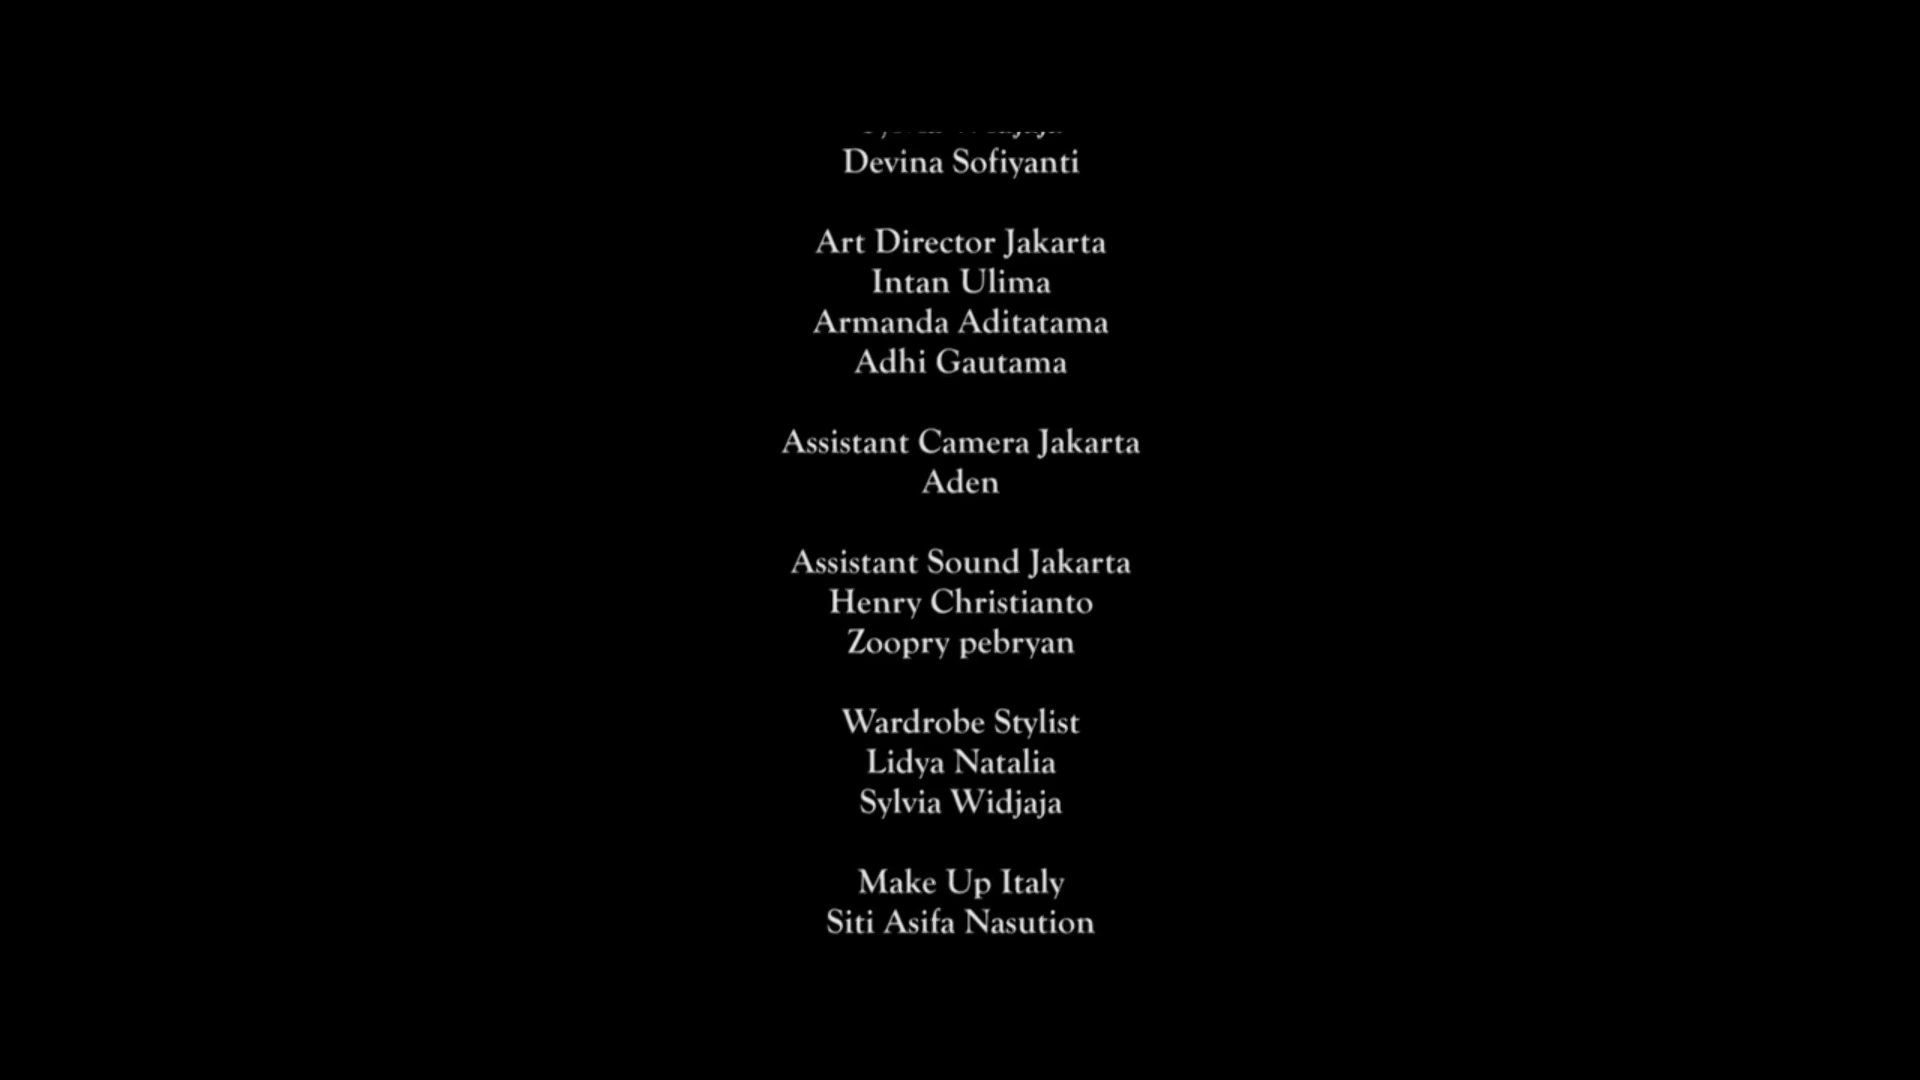 Devina Sofiyanti
Art Director Jakarta
Intan Ulima
Armanda Aditatama
Adhi Gautama
Assistant Camera Jakarta
Aden
Assistant Sound Jakarta
Henry Christianto
Zoopry pebryan
Wardrobe Stylist
Lidya Natalia
Sylvia Widjaja
Make Up Italy
Siti Asifa Nasution